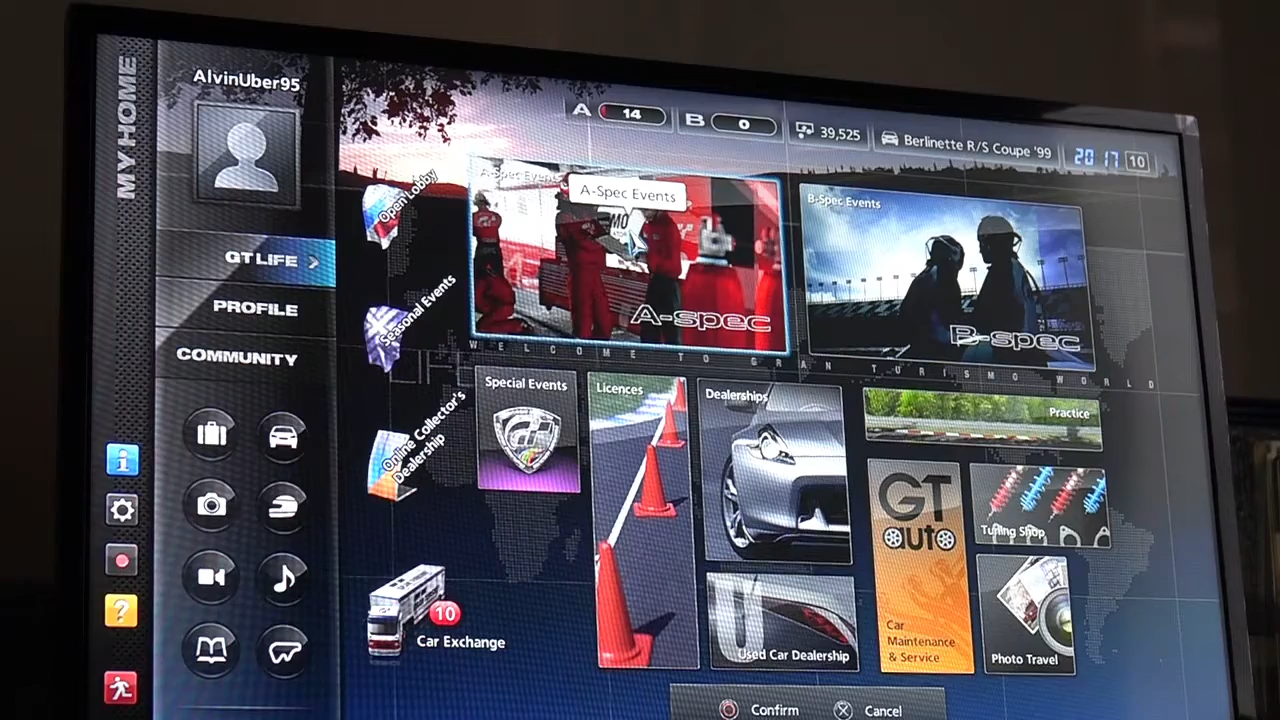 MY HOME
AlvinUber95
GT LIFE
PROFILE
COMMUNITY
A 14 B 0 39,525 Berlinette R/S Coupe '99 20 17 10
Open Lobby
Seasonal Events
Online Collector's
Dealership
10
Car Exchange
A-Spec Events
A-Spec Events
A-spec
B-Spec Events
B-spec
WELCOME TO GRAN TURISMO WORLD
Special Events
Licences
Dealerships
Used Car Dealership
Practice
GT
auto
Car
Maintenance
& Service
Tuning Shop
Photo Travel
Confirm Cancel